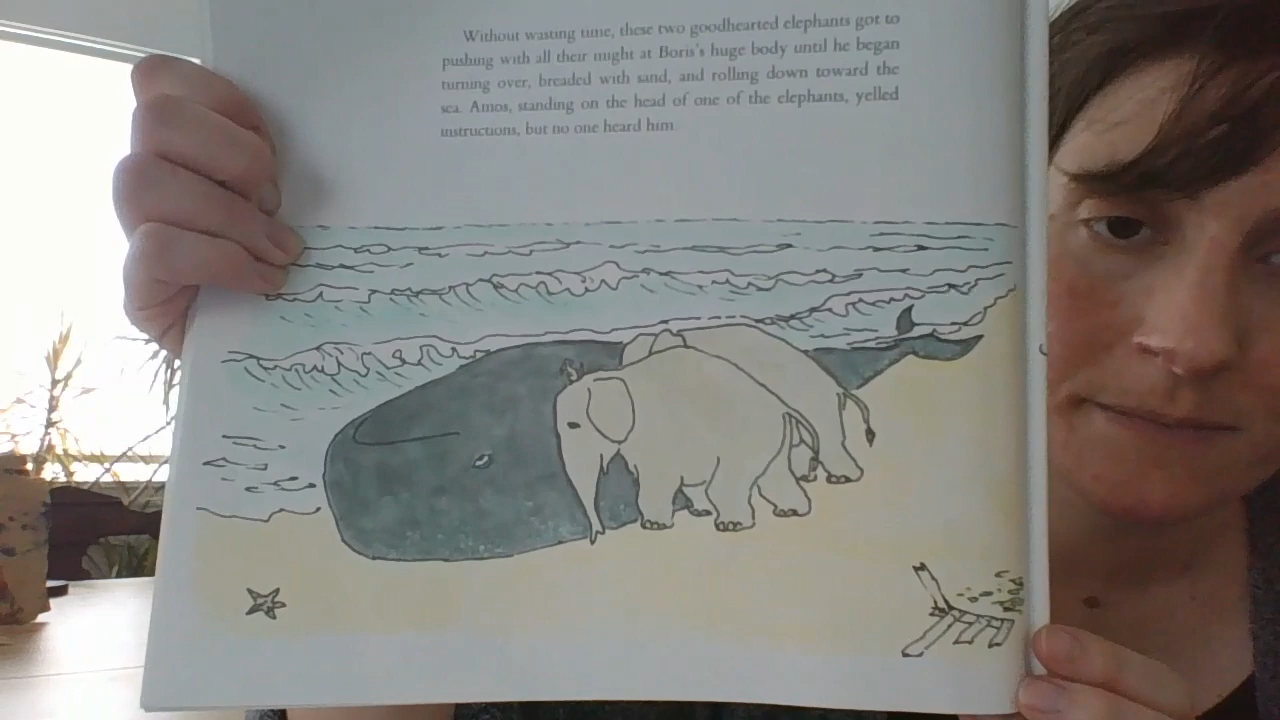 Without wasting time, these two goodhearted elephants got to
pushing with all their might at Boris's huge body until he began
turning over, breaded with sand, and rolling down toward the
sea. Amos, standing on the head of one of the elephants, yelled
instructions, but no one heard him.